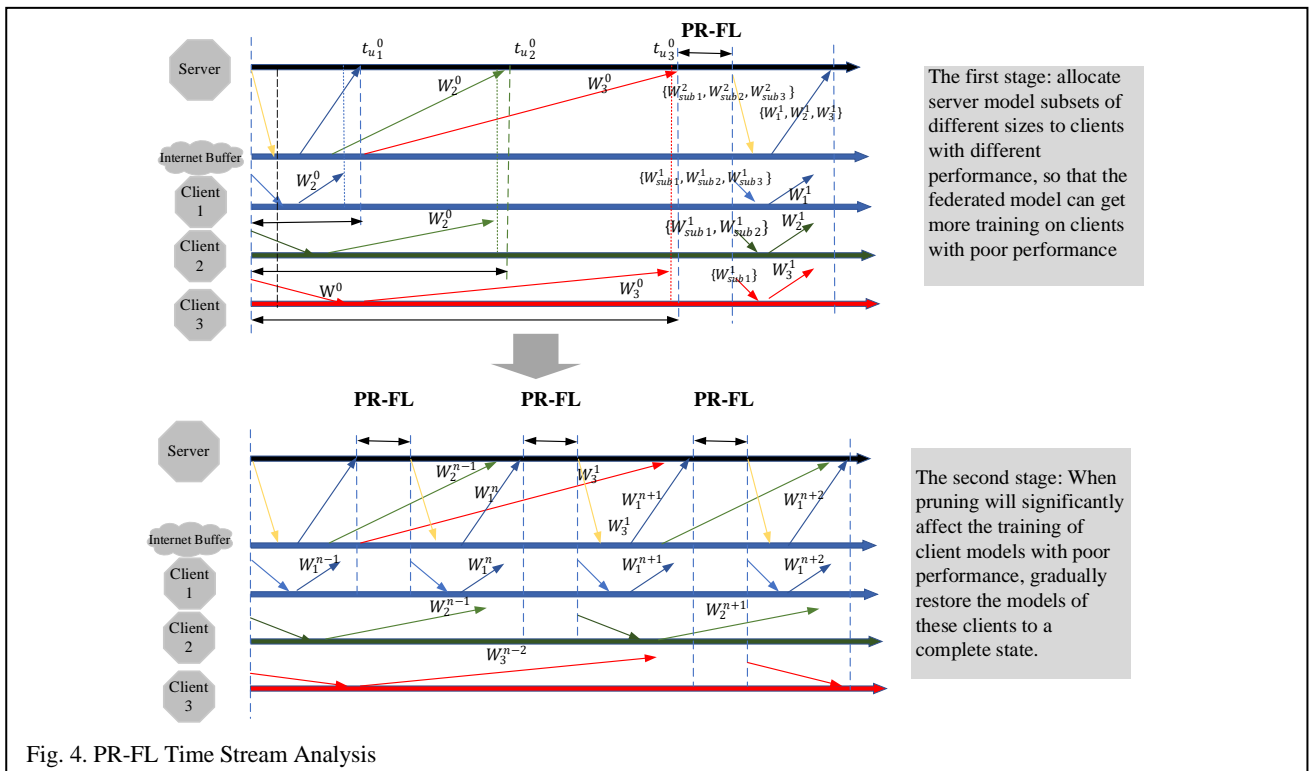 PR-FL
$t_{u_1}^{0}$ $t_{u_2}^{0}$ $t_{u_3}^{0}$
Server
$W_2^0$ $W_3^0$ $\{W_{sub1}^2, W_{sub2}^2, W_{sub3}^2\}$
$\{W_1^1, W_2^1, W_3^1\}$
Internet Buffer
$W_2^0$ $\{W_{sub1}^1, W_{sub2}^1, W_{sub3}^1\}$ $W_1^1$
Client
1
$W_2^0$ $\{W_{sub1}^1, W_{sub2}^1\}$ $W_2^1$
Client
2
$W^0$ $W_3^0$ $\{W_{sub1}^1\}$ $W_3^1$
Client
3
The first stage: allocate
server model subsets of
different sizes to clients
with different
performance, so that the
federated model can get
more training on clients
with poor performance
PR-FL PR-FL PR-FL
Server
$W_2^{n-1}$ $W_1^n$ $W_3^1$ $W_1^{n+1}$ $W_1^{n+2}$
$W_3^1$
Internet Buffer
$W_1^{n-1}$ $W_1^n$ $W_1^{n+1}$ $W_1^{n+2}$
Client
1
$W_2^{n-1}$ $W_2^{n+1}$
Client
2
$W_3^{n-2}$
Client
3
The second stage: When
pruning will significantly
affect the training of
client models with poor
performance, gradually
restore the models of
these clients to a
complete state.
Fig. 4. PR-FL Time Stream Analysis